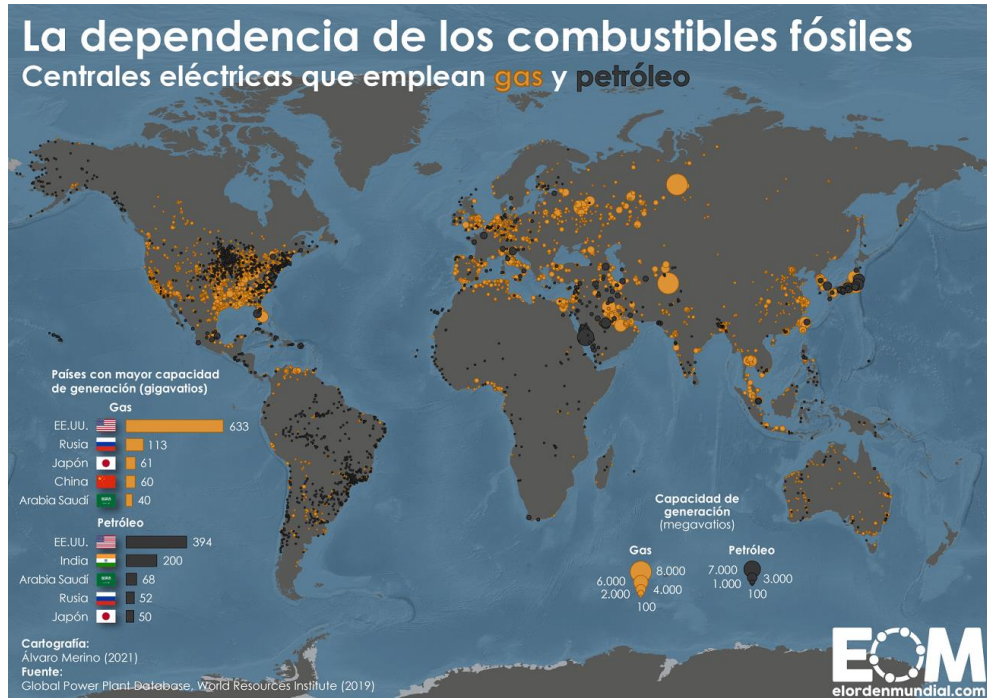 La dependencia de los combustibles fósiles
Centrales eléctricas que emplean gas y petróleo
Países con mayor capacidad
de generación (gigavatios)
Gas
EE.UU. 633
Rusia 113
Japón 61
China 60
Arabia Saudí 40
Petróleo
EE.UU. 394
India 200
Arabia Saudí 68
Rusia 52
Japón 50
Capacidad de
generación
(megavatios)
Gas
8.000
6.000
4.000
2.000
100
Petróleo
7.000
3.000
1.000
100
Cartografía:
Álvaro Merino (2021)
Fuente:
Global Power Plant Database, World Resources Institute (2019)
EOM
elordenmundial.com